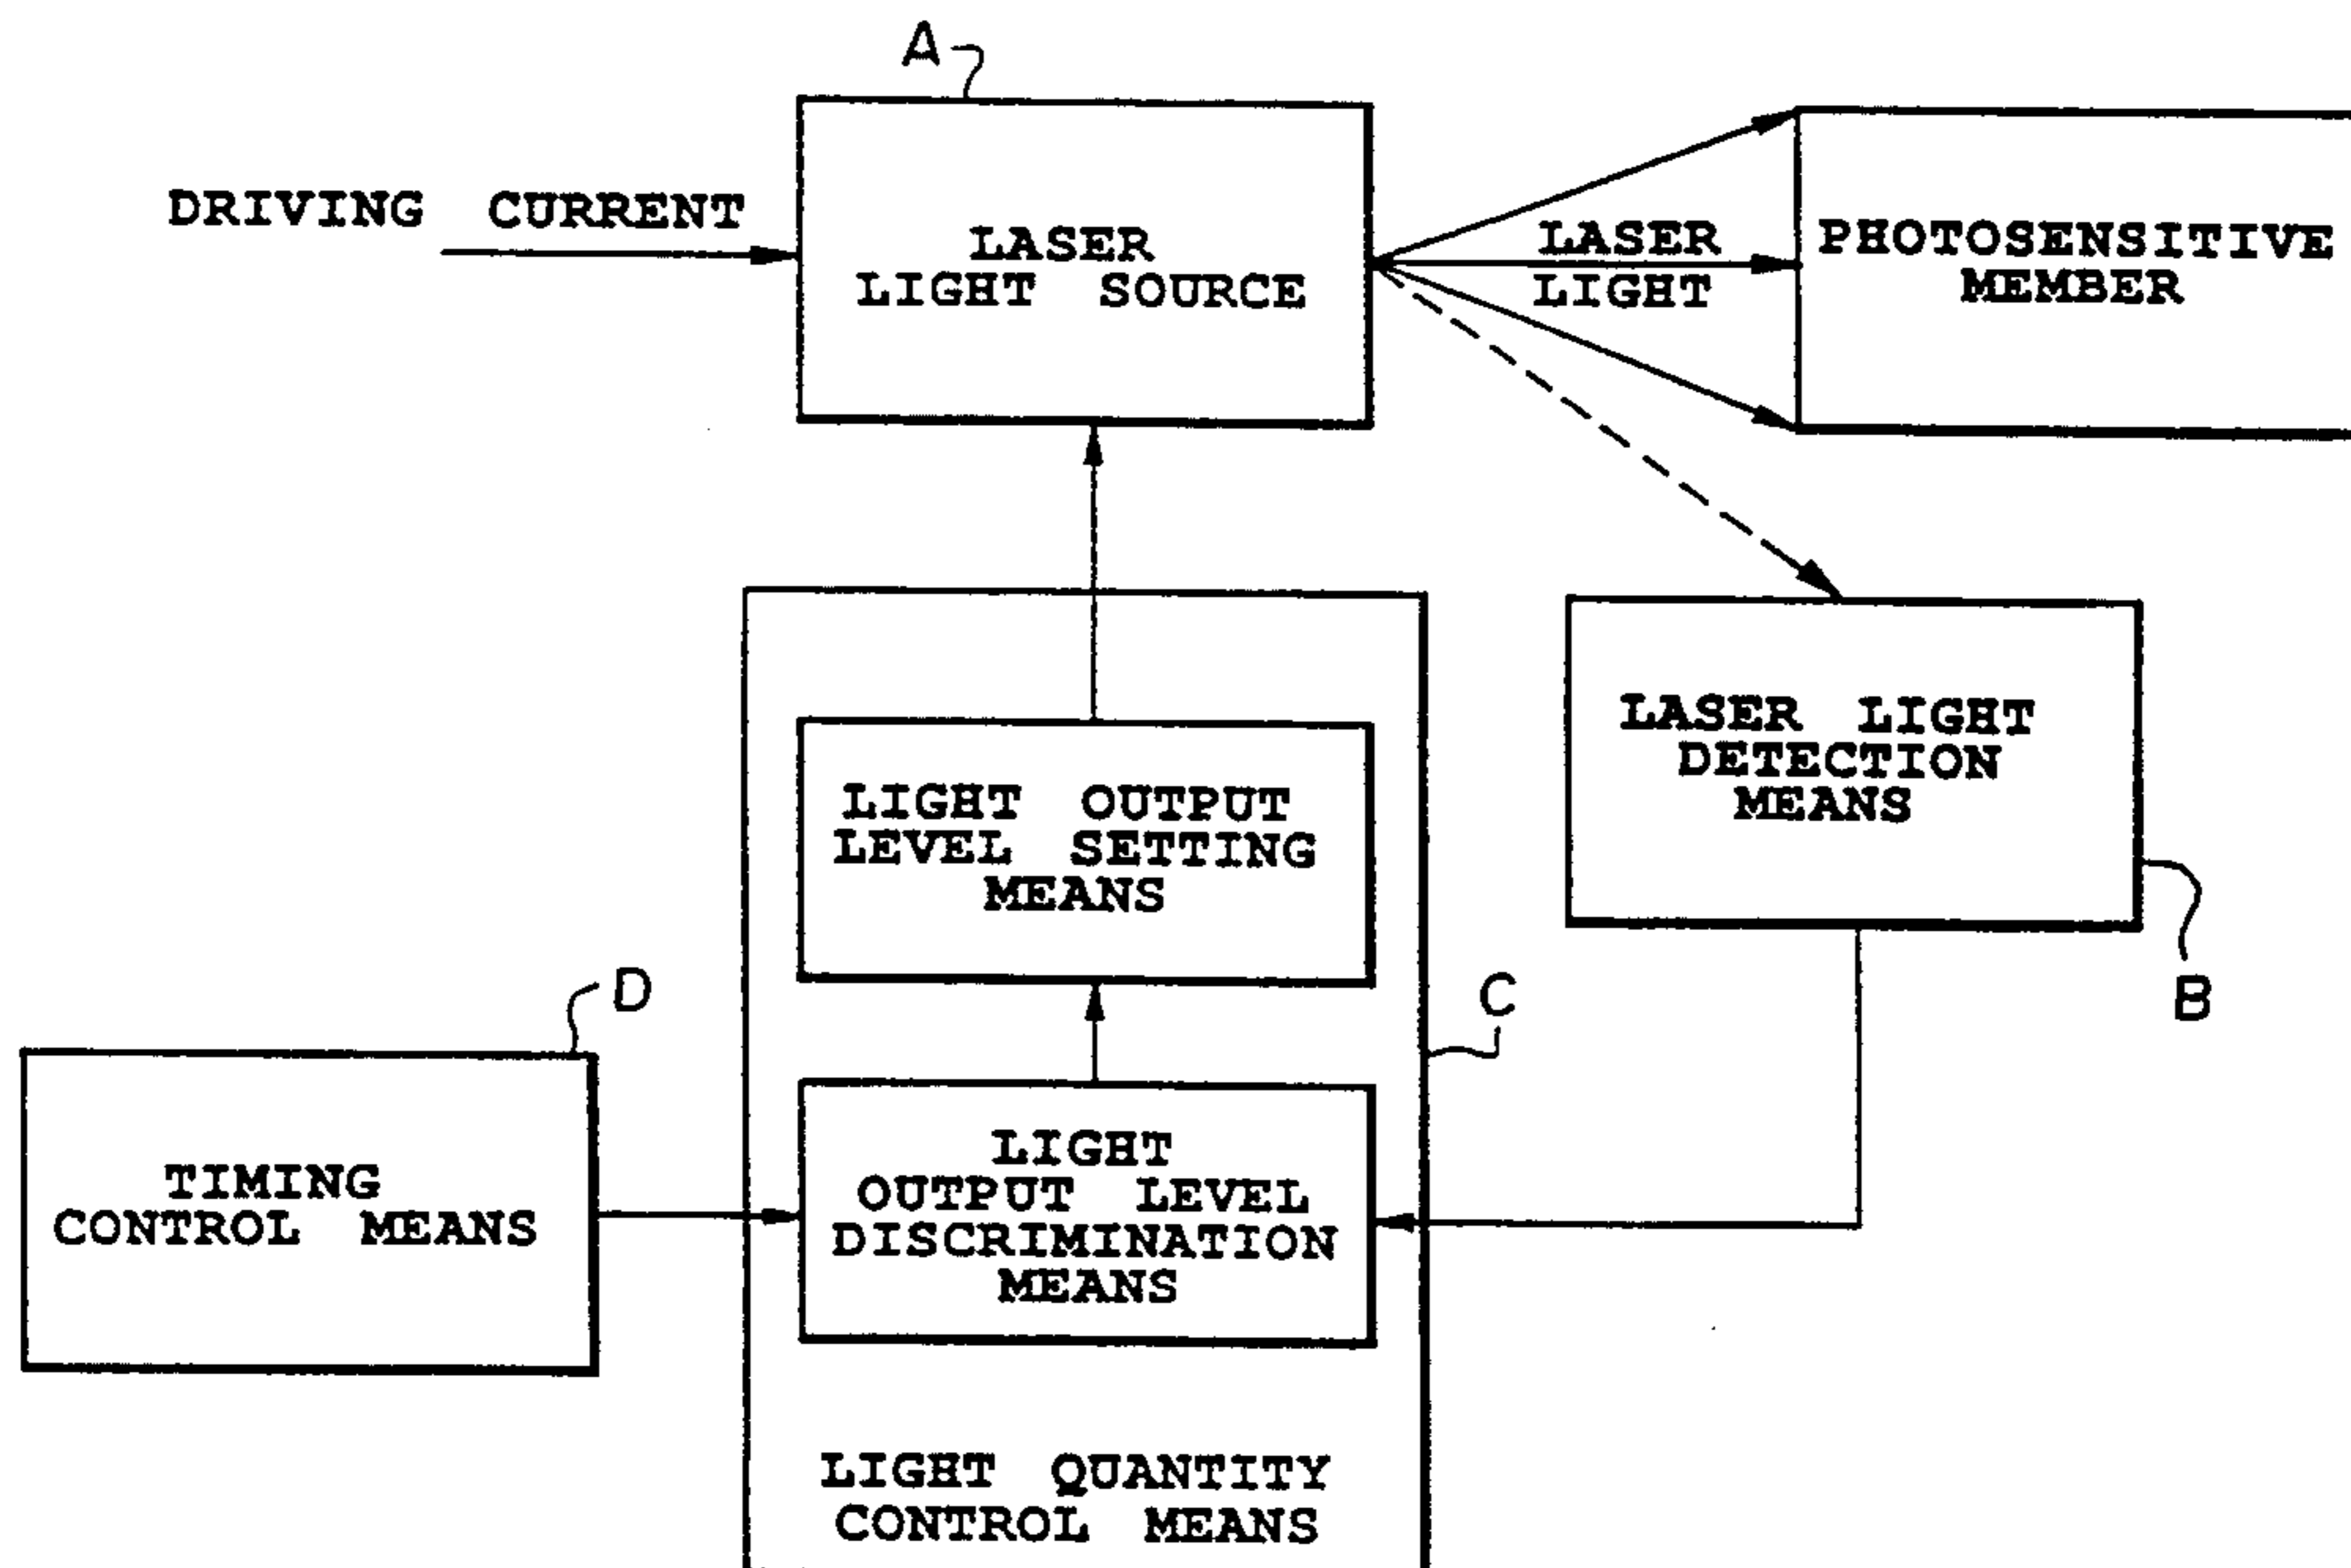 A
DRIVING CURRENT
LASER
LIGHT SOURCE
LASER
LIGHT
PHOTOSENSITIVE
MEMBER
LASER LIGHT
DETECTION
MEANS
B
LIGHT OUTPUT
LEVEL SETTING
MEANS
C
D
TIMING
CONTROL MEANS
LIGHT
OUTPUT LEVEL
DISCRIMINATION
MEANS
LIGHT QUANTITY
CONTROL MEANS